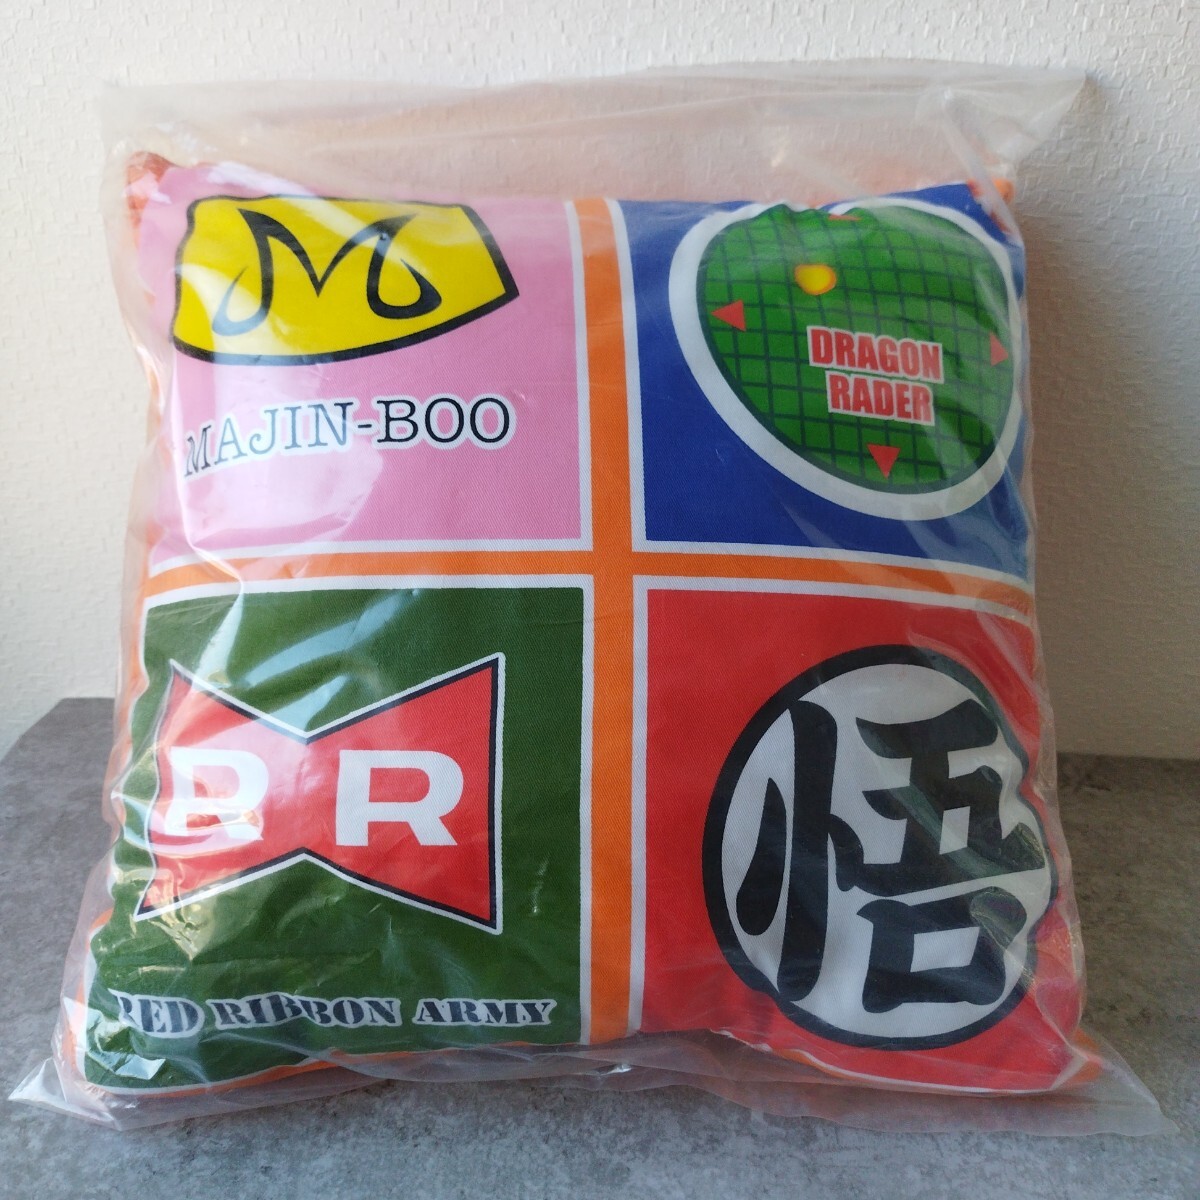 M
MAJIN-BOO
DRAGON
RADER
R R
RED RIBBON ARMY
悟